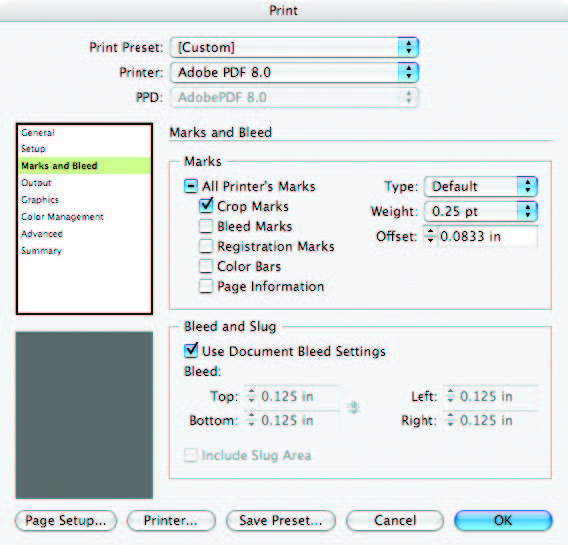 Print
Print Preset: [Custom]
Printer: Adobe PDF 8.0
PPD: AdobePDF 8.0
General
Setup
Marks and Bleed
Output
Graphics
Color Management
Advanced
Summary
Marks and Bleed
Marks
All Printer's Marks
Crop Marks
Bleed Marks
Registration Marks
Color Bars
Page Information
Type: Default
Weight: 0.25 pt
Offset: 0.0833 in
Bleed and Slug
Use Document Bleed Settings
Bleed:
Top: 0.125 in
Bottom: 0.125 in
Left: 0.125 in
Right: 0.125 in
Include Slug Area
Page Setup...
Printer...
Save Preset...
Cancel
OK